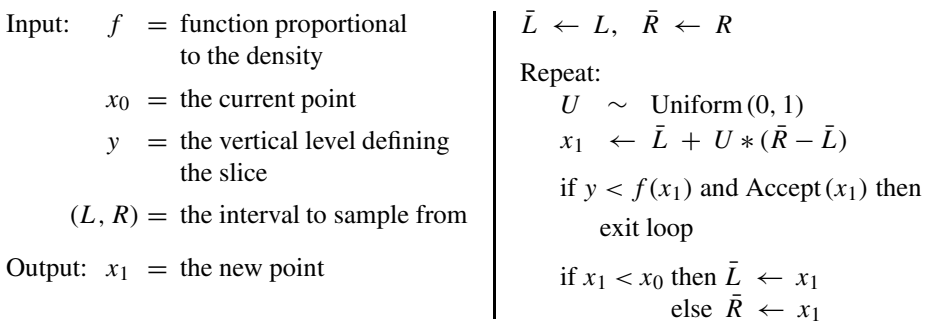 Input: f = function proportional
to the density
x₀ = the current point
y = the vertical level defining
the slice
(L, R) = the interval to sample from
Output: x₁ = the new point
L̄ ← L, R̄ ← R
Repeat:
U ∼ Uniform (0, 1)
x₁ ← L̄ + U ∗ (R̄ − L̄)
if y < f(x₁) and Accept(x₁) then
exit loop
if x₁ < x₀ then L̄ ← x₁
else R̄ ← x₁